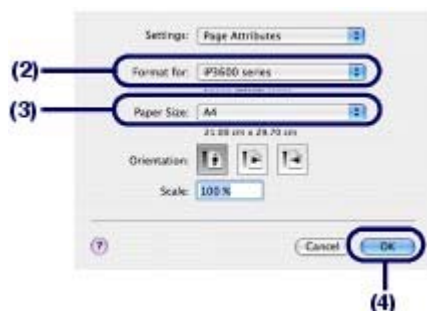 Settings: Page Attributes
(2) Format for: iP3600 series
(3) Paper Size: A4
21.00 cm x 29.70 cm
Orientation:
Scale: 100 %
? Cancel OK
(4)